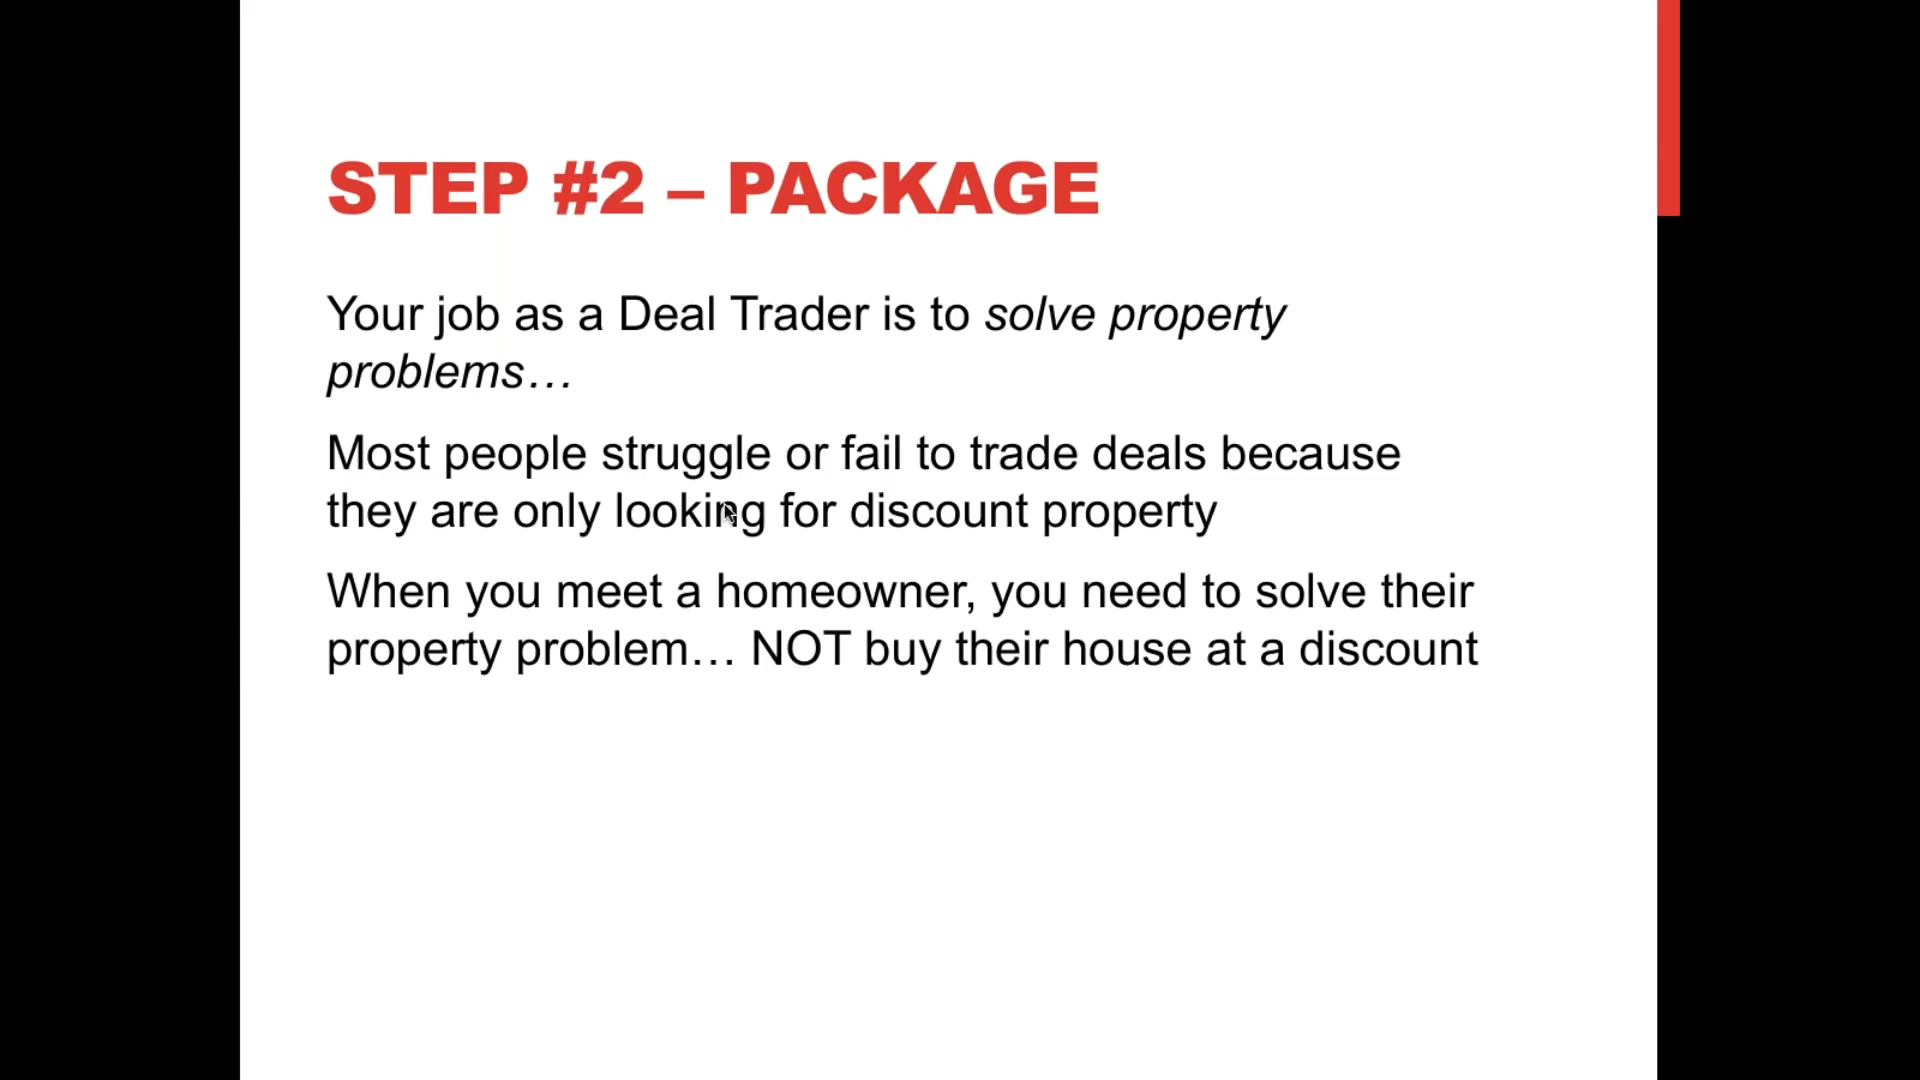 STEP #2 – PACKAGE
Your job as a Deal Trader is to solve property
problems…
Most people struggle or fail to trade deals because
they are only looking for discount property
When you meet a homeowner, you need to solve their
property problem… NOT buy their house at a discount